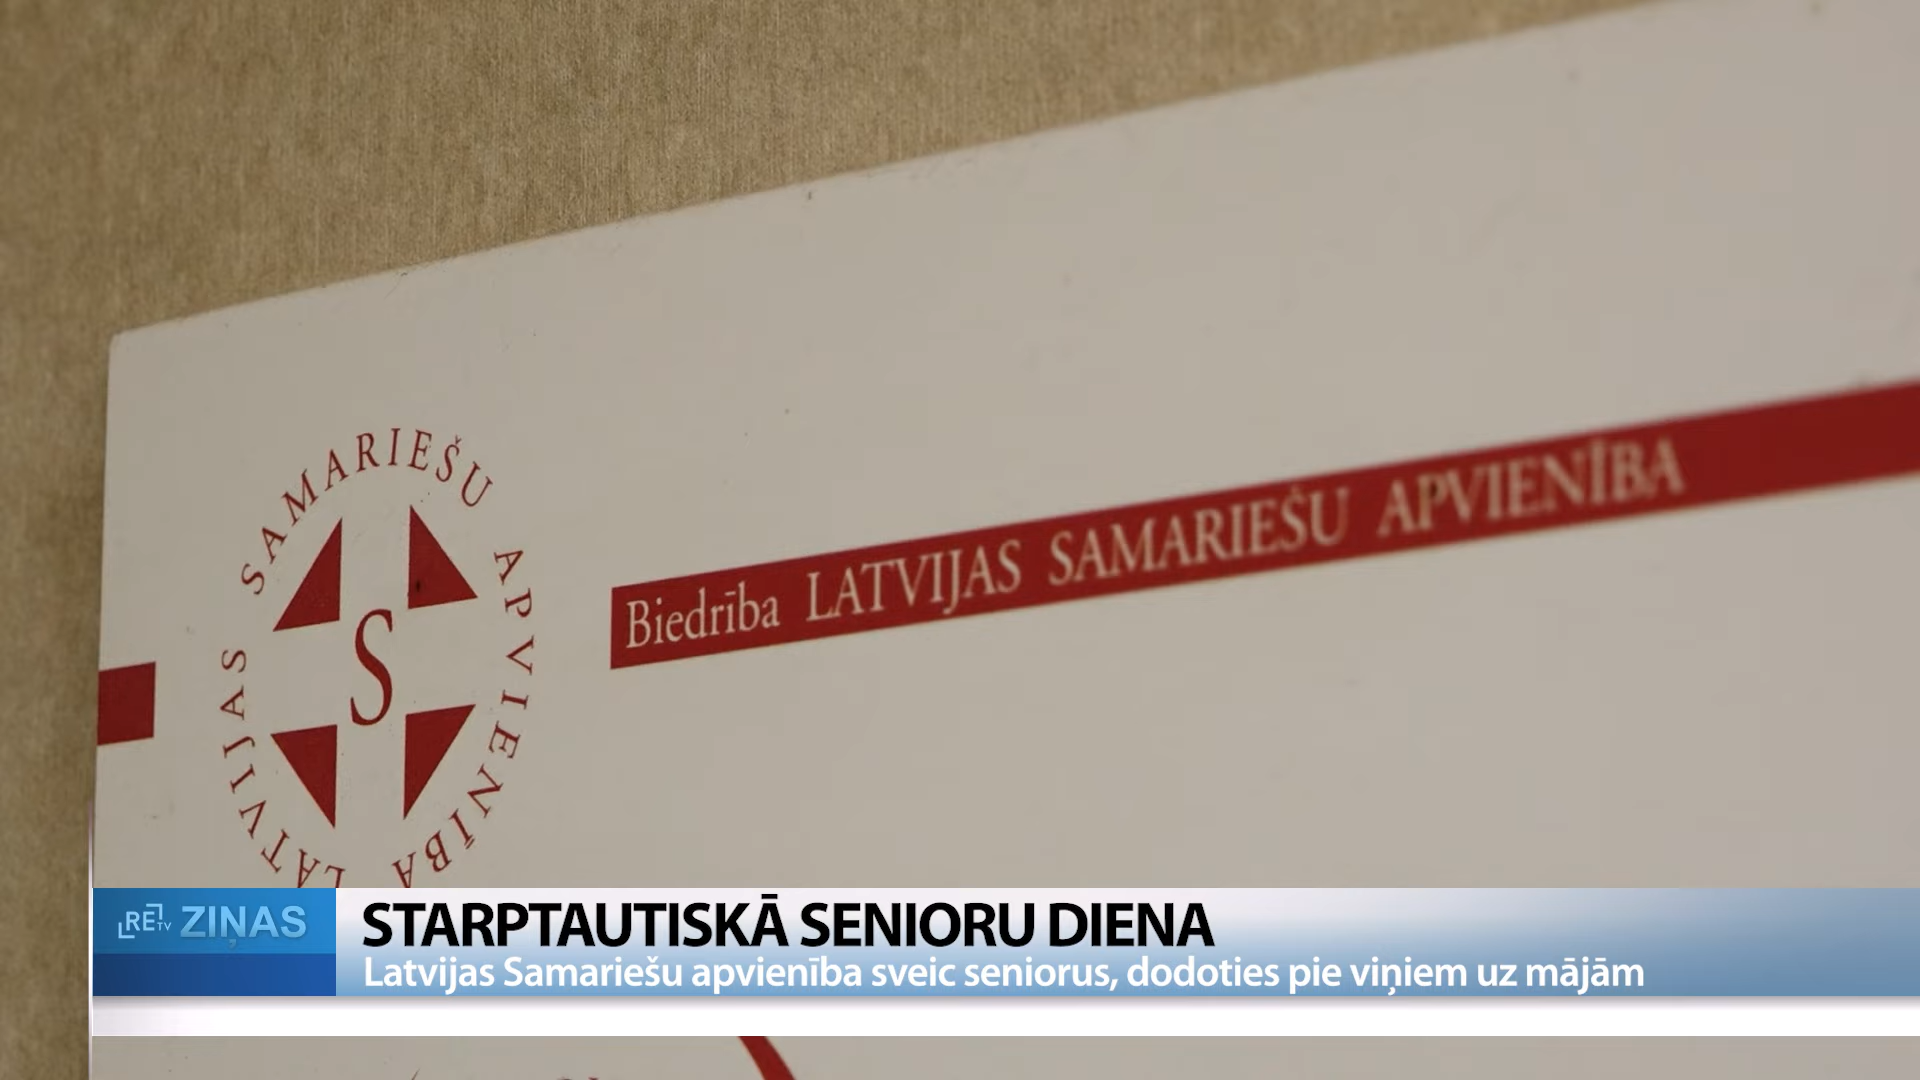 LATVIJAS SAMARIEŠU APVIENĪBA
S
Biedrība LATVIJAS SAMARIEŠU APVIENĪBA
RE TV ZIŅAS
STARPTAUTISKĀ SENIORU DIENA
Latvijas Samariešu apvienība sveic seniorus, dodoties pie viņiem uz mājām